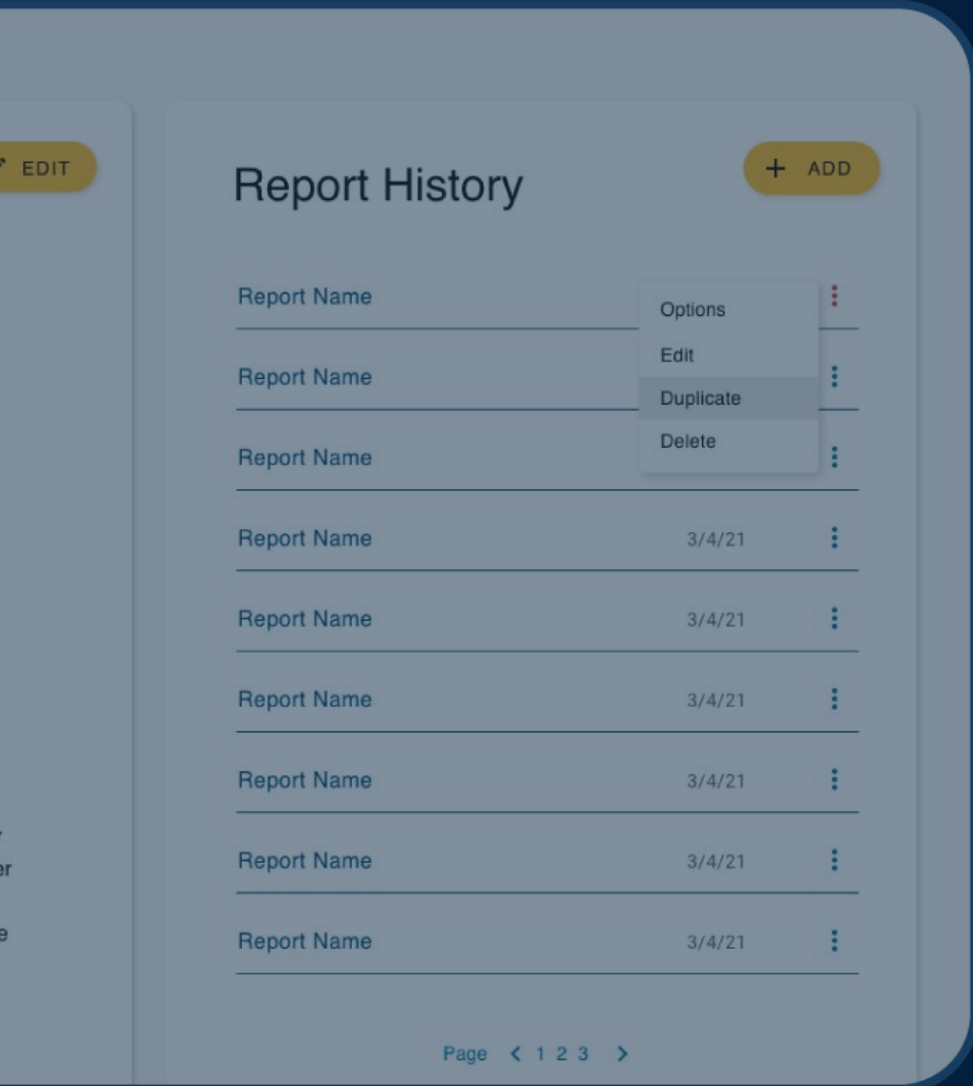 EDIT
Report History
+ ADD
Report Name
Options
Edit
Report Name
Duplicate
Delete
Report Name
Report Name 3/4/21
Report Name 3/4/21
Report Name 3/4/21
Report Name 3/4/21
Report Name 3/4/21
er
Report Name 3/4/21
e
Page < 1 2 3 >